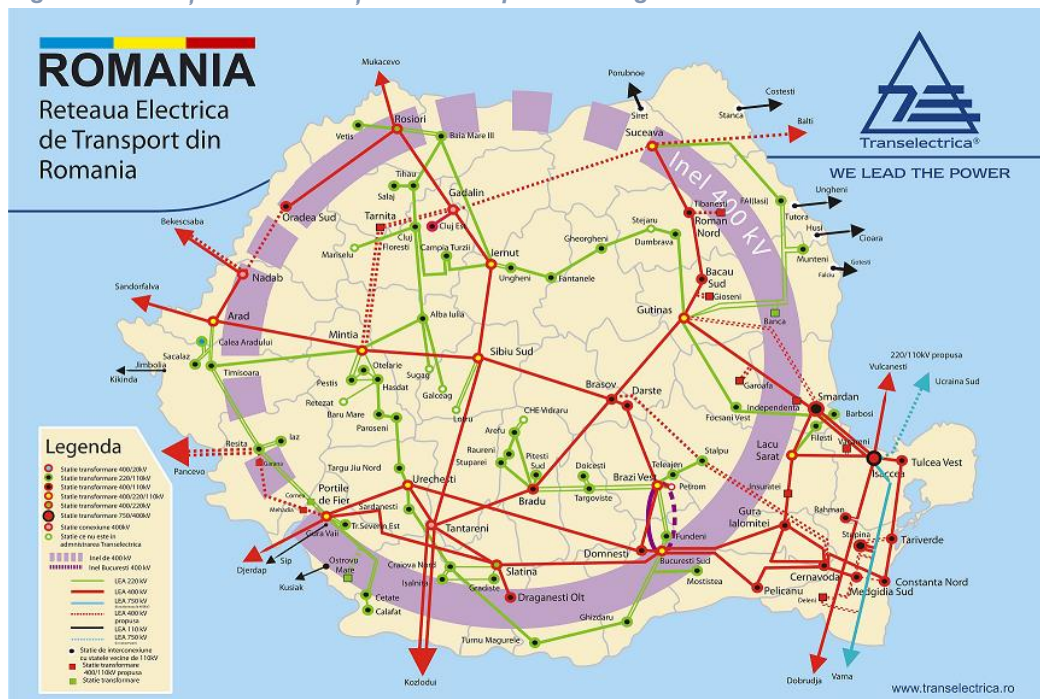 ROMANIA
Reteaua Electrica
de Transport din
Romania
Transelectrica®
WE LEAD THE POWER
Mukacevo
Porubnoe
Siret
Costesti
Stanca
Balti
Vetis
Rosiori
Baia Mare III
Suceava
Inel 400 kV
Tihau
Salaj
Gadalin
Oradea Sud
Tarnita
Cluj Est
Cluj
Floresti
Campia Turzii
Mariselu
Iernut
Ungheni
Fantanele
Gheorgheni
Stejaru
Dumbrava
Tibanesti
Roman
Nord
FAI(Iasi)
Ungheni
Tutora
Husi
Cioara
Munteni
Falciu
Bekescsaba
Nadab
Sandorfalva
Arad
Bacau
Sud
Gioseni
Gutinas
Banca
Mintia
Alba Iulia
Calea Aradului
Sacalaz
Jimbolia
Kikinda
Timisoara
Otelarie
Pestis
Hasdat
Retezat
Baru Mare
Paroseni
Sugag
Galceag
Lotru
Sibiu Sud
Brasov
Darste
Garoafa
Focsani Vest
Independenta
Smardan
Barbosi
Filesti
220/110kV propusa
Vulcanesti
Ucraina Sud
CHE Vidraru
Arefu
Raureni
Stuparei
Pitesti
Sud
Doicesti
Targoviste
Bradu
Teleajen
Stalpu
Brazi Vest
Petrom
Fundeni
Lacu
Sarat
Isaccea
Tulcea Vest
Insuratei
Rahman
Stupina
Tariverde
Gura
Ialomitei
Resita
Iaz
Pancevo
Targu Jiu Nord
Urechesti
Portile
de Fier
Cornea
Mehadia
Sardanesti
Tr.Severin Est
Gura Vaii
Djerdap
Sip
Kusiak
Ostrovu
Mare
Cetate
Calafat
Tantareni
Craiova Nord
Isalnita
Gradiste
Slatina
Draganesti Olt
Domnesti
Bucuresti Sud
Mostistea
Ghizdaru
Turnu Magurele
Pelicanu
Cernavoda
Medgidia Sud
Deleni
Constanta Nord
Kozlodui
Dobrudja
Varna
Legenda
Statie transformare 400/20kV
Statie transformare 220/110kV
Statie transformare 400/110kV
Statie transformare 400/220/110kV
Statie transformare 400/220kV
Statie transformare 750/400kV
Statie conexiune 400kV
Statie ce nu este in
administrarea Transelectrica
Inel de 400 kV
Inel Bucuresti 400 kV
LEA 220 kV
LEA 400 kV
LEA 750 kV
LEA 400 kV
propusa
LEA 110 kV
LEA 750 kV
Statie de interconexiune
cu statele vecine de 110kV
Statie transformare
400/110kV propusa
Statie transformare
www.transelectrica.ro